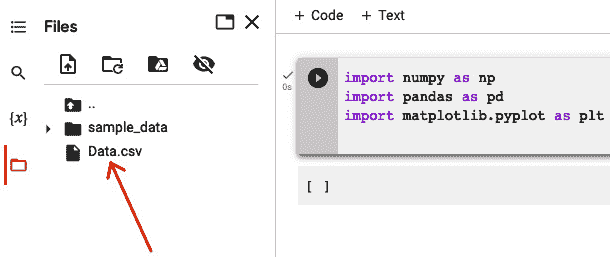 Files
{x}
..
sample_data
Data.csv
+ Code + Text
0s
import numpy as np
import pandas as pd
import matplotlib.pyplot as plt
[ ]